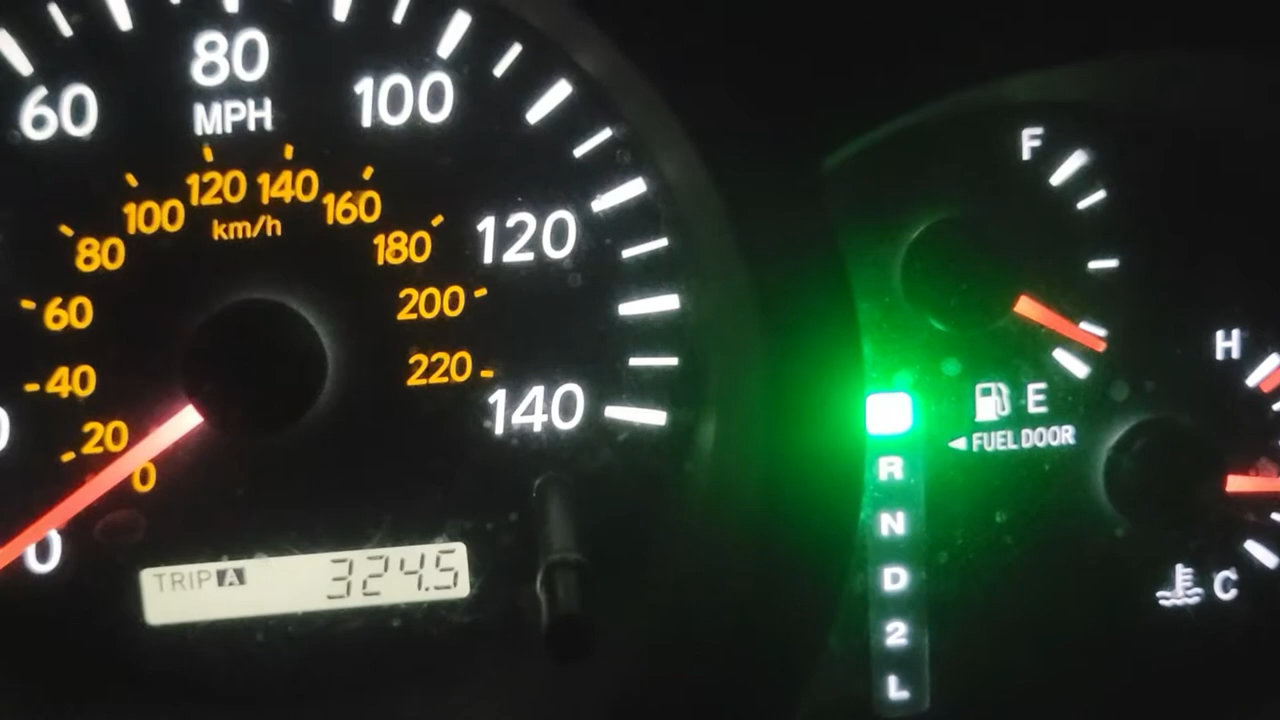 80
MPH
60
100
120
140
0
120 140
100
160
km/h
80
180
60
200
40
220
20
0
TRIP A 324.5
F
E
◄ FUEL DOOR
H
C
R
N
D
2
L